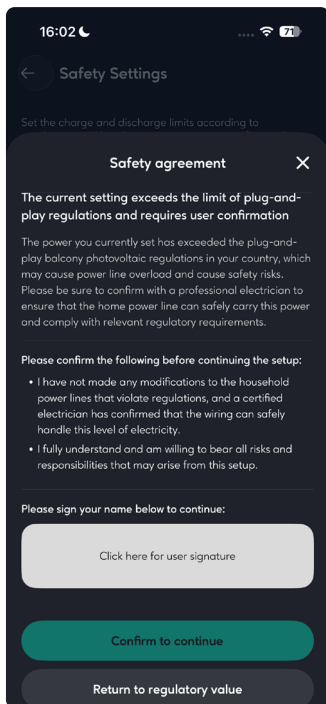 16:02
71
Safety Settings
Set the charge and discharge limits according to
Safety agreement
The current setting exceeds the limit of plug-and-
play regulations and requires user confirmation
The power you currently set has exceeded the plug-and-
play balcony photovoltaic regulations in your country, which
may cause power line overload and cause safety risks.
Please be sure to confirm with a professional electrician to
ensure that the home power line can safely carry this power
and comply with relevant regulatory requirements.
Please confirm the following before continuing the setup:
• I have not made any modifications to the household
power lines that violate regulations, and a certified
electrician has confirmed that the wiring can safely
handle this level of electricity.
• I fully understand and am willing to bear all risks and
responsibilities that may arise from this setup.
Please sign your name below to continue:
Click here for user signature
Confirm to continue
Return to regulatory value